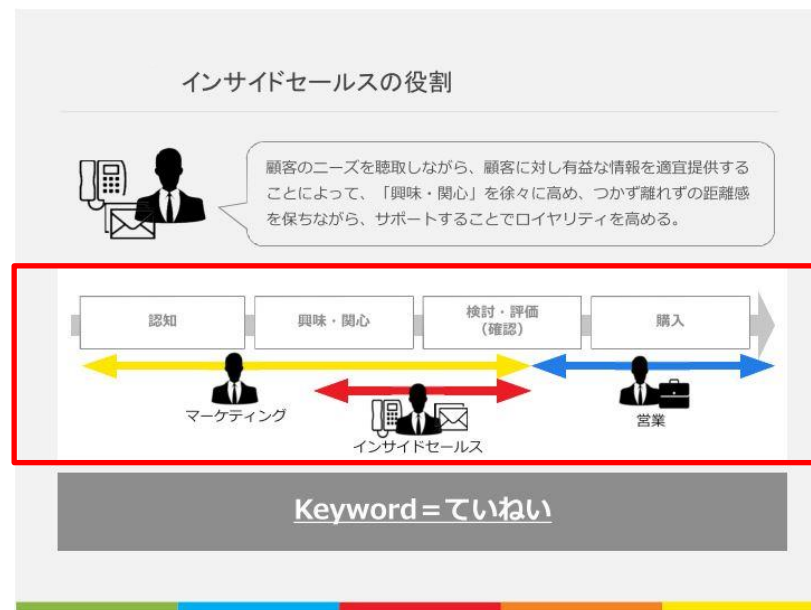 インサイドセールスの役割
顧客のニーズを聴取しながら、顧客に対し有益な情報を適宜提供する
ことによって、「興味・関心」を徐々に高め、つかず離れずの距離感
を保ちながら、サポートすることでロイヤリティを高める。
認知
興味・関心
検討・評価
（確認）
購入
マーケティング
インサイドセールス
営業
Keyword＝ていねい